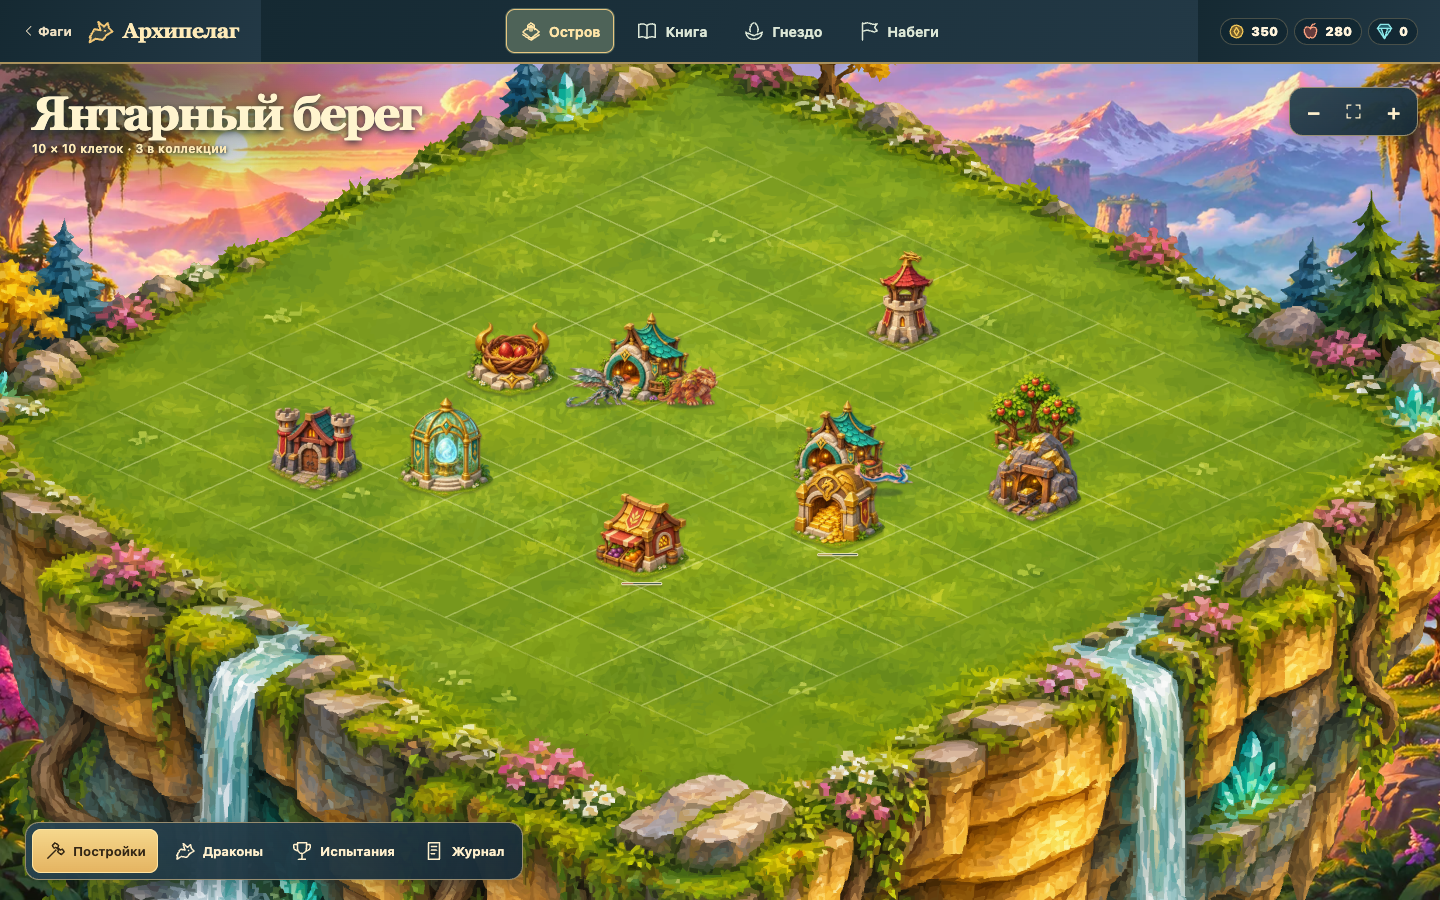 Фаги
Архипелаг
Остров
Книга
Гнездо
Набеги
350
280
0
Янтарный берег
10 × 10 клеток · 3 в коллекции
Постройки
Драконы
Испытания
Журнал